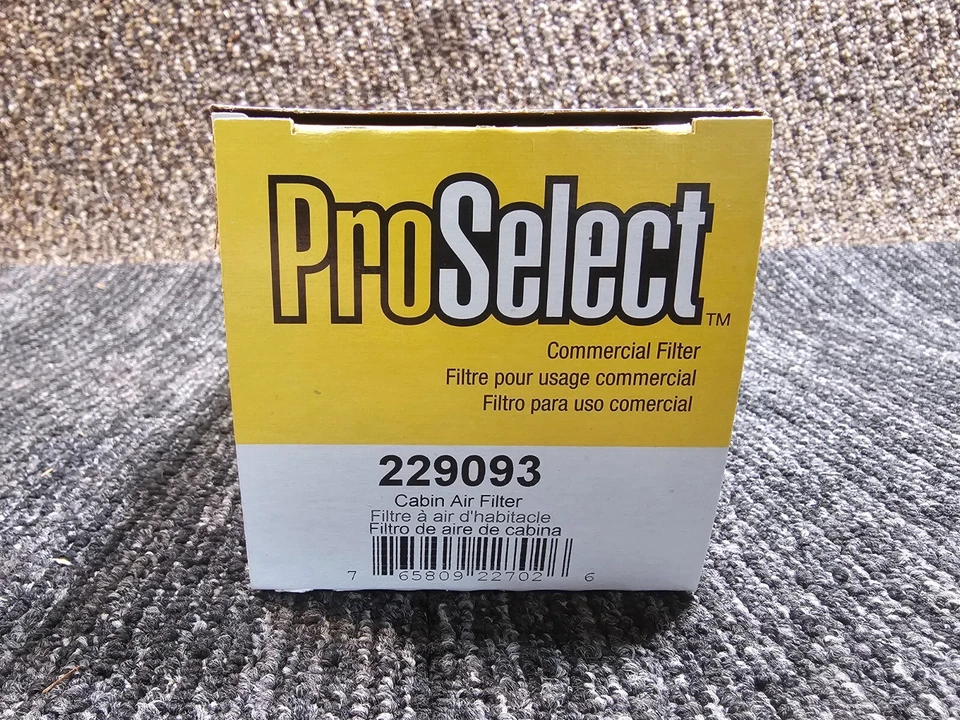 ProSelect™
Commercial Filter
Filtre pour usage commercial
Filtro para uso comercial
229093
Cabin Air Filter
Filtre à air d'habitacle
Filtro de aire de cabina
7 65809 22702 6